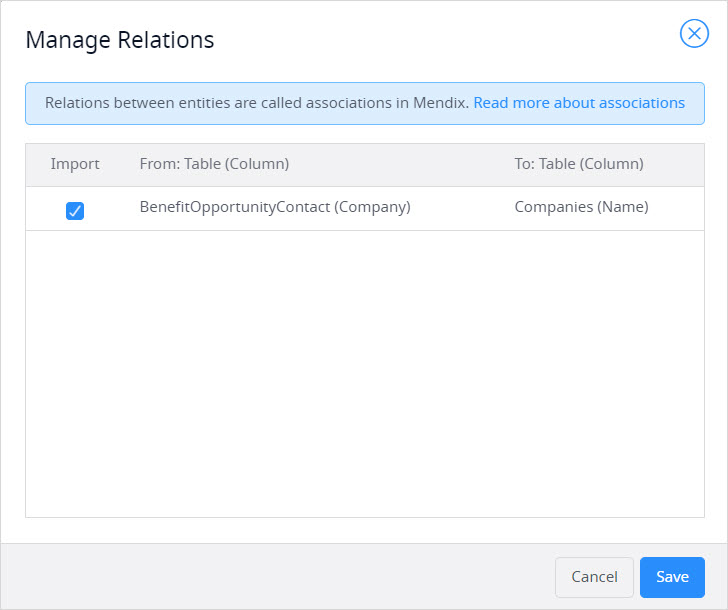 Manage Relations
Relations between entities are called associations in Mendix. Read more about associations
Import From: Table (Column) To: Table (Column)
BenefitOpportunityContact (Company) Companies (Name)
Cancel Save